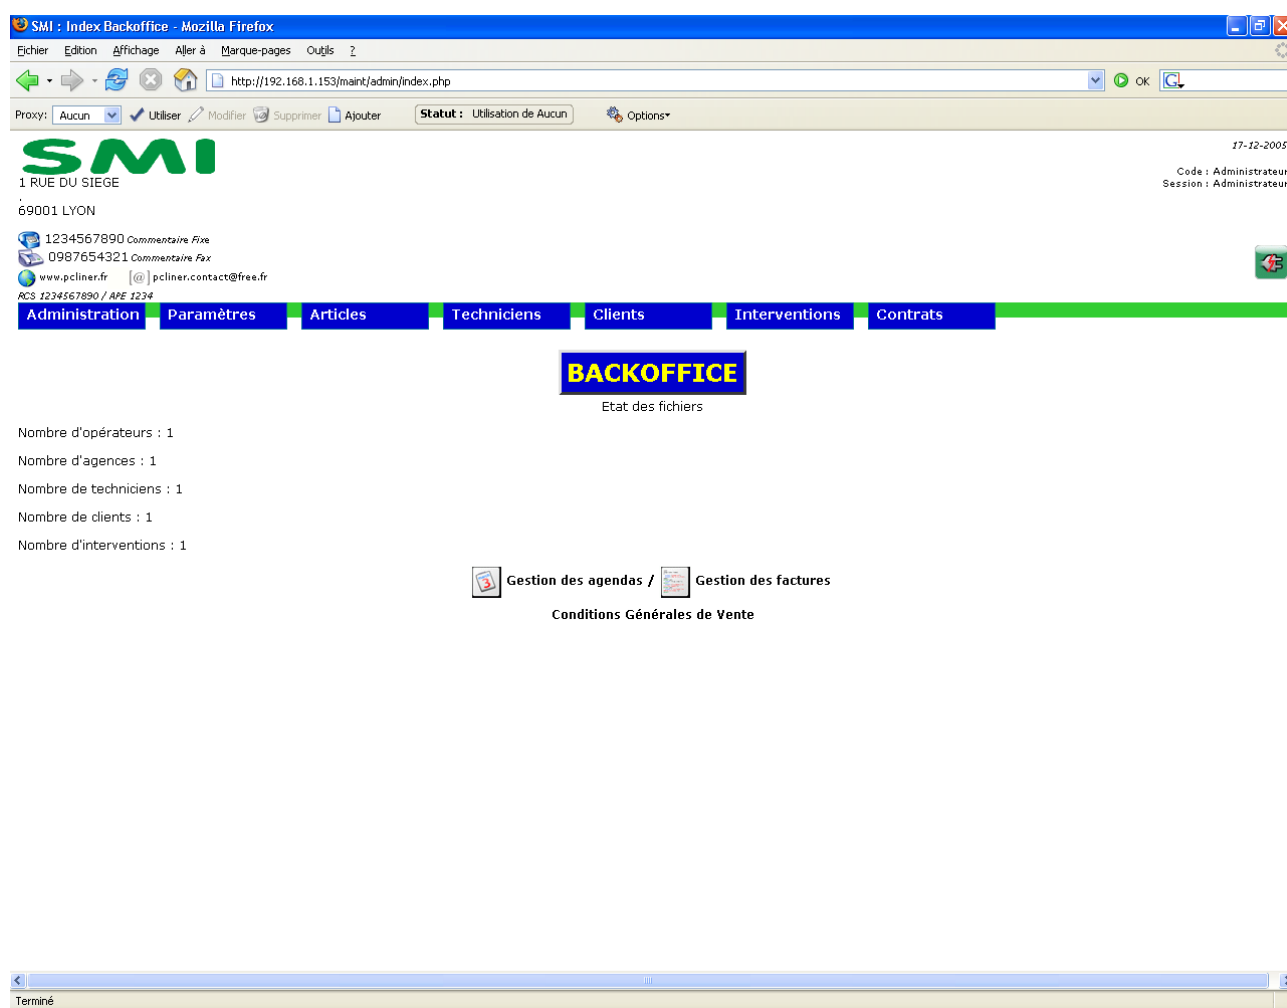 SMI : Index Backoffice - Mozilla Firefox
Fichier Edition Affichage Aller à Marque-pages Outils ?
http://192.168.1.153/maint/admin/index.php OK G
Proxy: Aucun Utiliser Modifier Supprimer Ajouter Statut : Utilisation de Aucun Options
SMI
17-12-2005
Code : Administrateur
Session : Administrateur
1 RUE DU SIEGE
.
69001 LYON
1234567890 Commentaire Fixe
0987654321 Commentaire Fax
www.pcliner.fr [@] pcliner.contact@free.fr
RCS 1234567890 / APE 1234
Administration Paramètres Articles Techniciens Clients Interventions Contrats
BACKOFFICE
Etat des fichiers
Nombre d'opérateurs : 1
Nombre d'agences : 1
Nombre de techniciens : 1
Nombre de clients : 1
Nombre d'interventions : 1
3 Gestion des agendas / Gestion des factures
Conditions Générales de Vente
Terminé